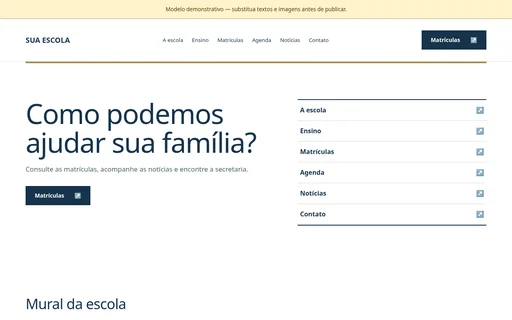 Modelo demonstrativo — substitua textos e imagens antes de publicar.
SUA ESCOLA
A escola
Ensino
Matrículas
Agenda
Notícias
Contato
Matrículas
Como podemos
ajudar sua família?
Consulte as matrículas, acompanhe as notícias e encontre a secretaria.
Matrículas
A escola
Ensino
Matrículas
Agenda
Notícias
Contato
Mural da escola